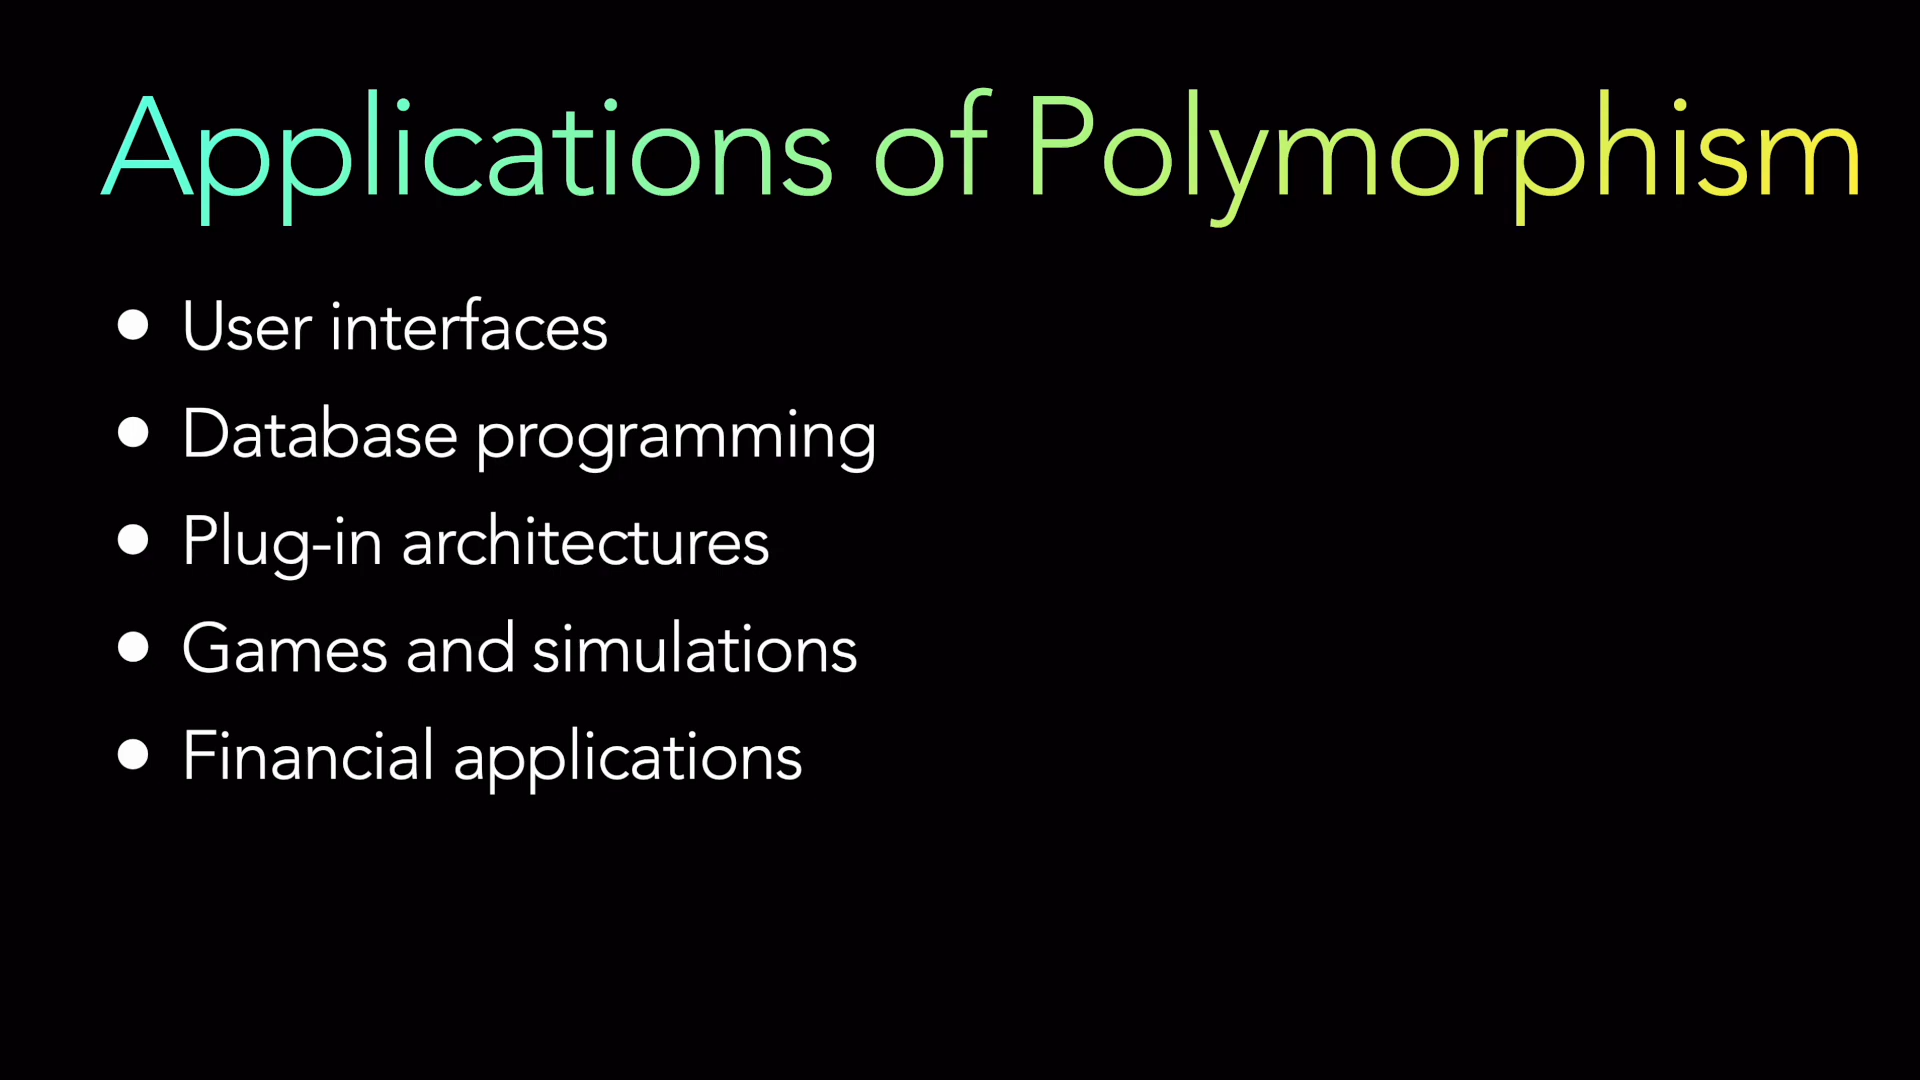 Applications of Polymorphism
• User interfaces
• Database programming
• Plug-in architectures
• Games and simulations
• Financial applications